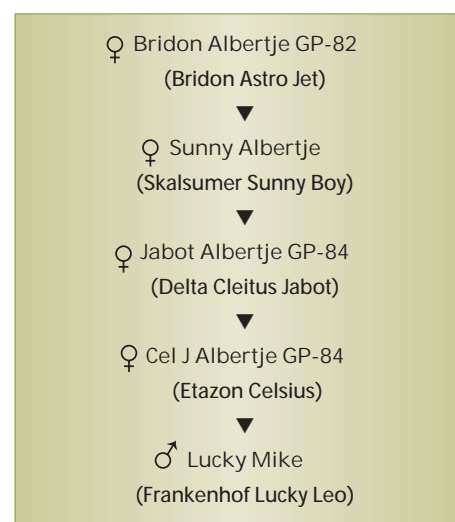 ♀ Bridon Albertje GP-82
(Bridon Astro Jet)
▼
♀ Sunny Albertje
(Skalsumer Sunny Boy)
▼
♀ Jabot Albertje GP-84
(Delta Cleitus Jabot)
▼
♀ Cel J Albertje GP-84
(Etazon Celsius)
▼
♂ Lucky Mike
(Frankenhof Lucky Leo)